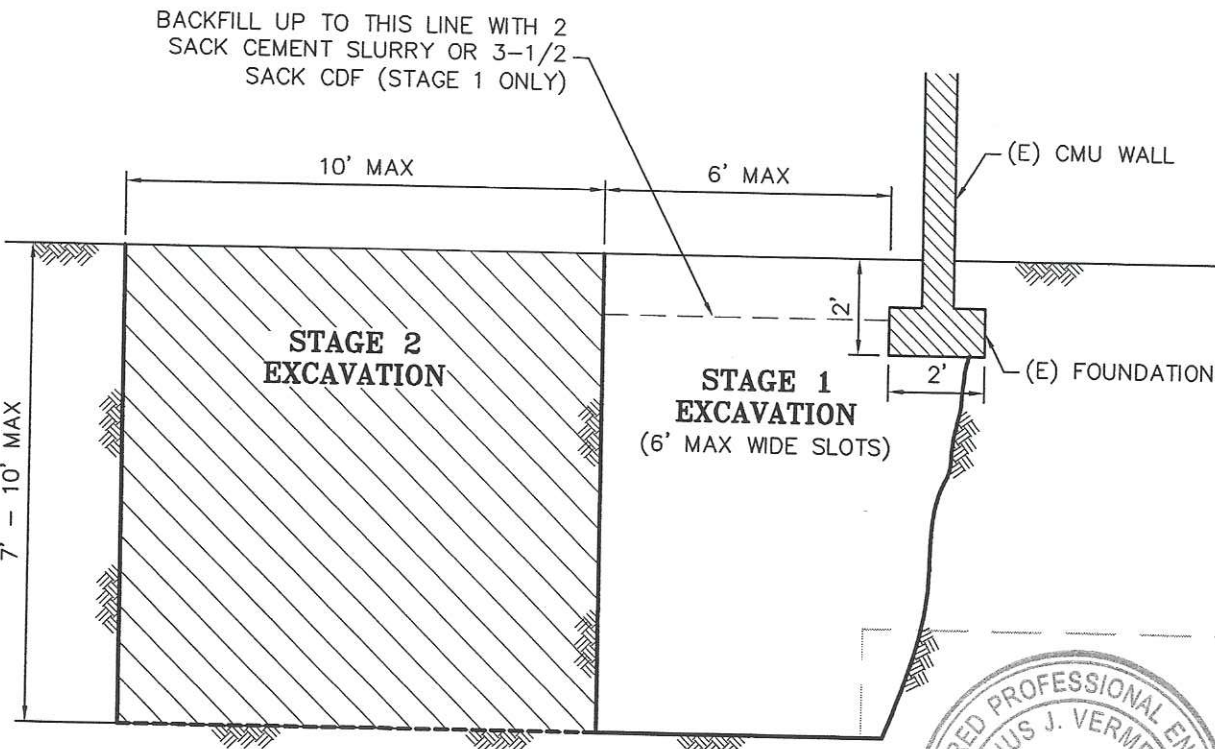 BACKFILL UP TO THIS LINE WITH 2
SACK CEMENT SLURRY OR 3-1/2
SACK CDF (STAGE 1 ONLY)
10' MAX
6' MAX
(E) CMU WALL
2'
STAGE 2
EXCAVATION
STAGE 1
EXCAVATION
(6' MAX WIDE SLOTS)
2'
(E) FOUNDATION
7' - 10' MAX
PROFESSIONAL
J.